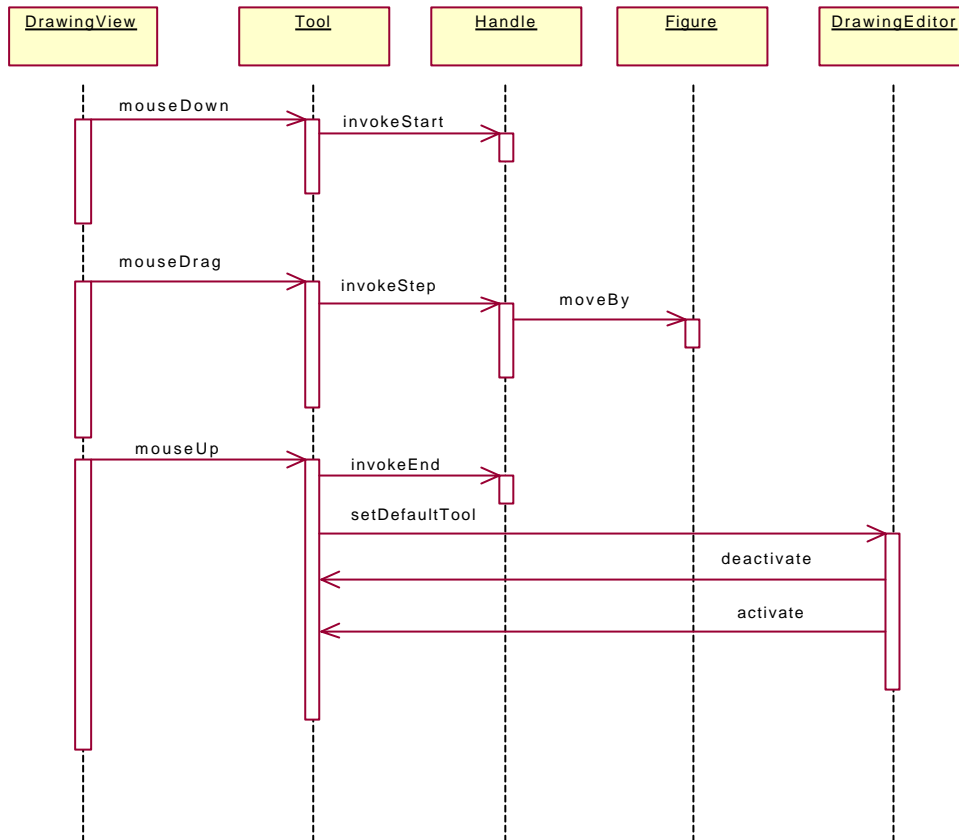 DrawingView
Tool
Handle
Figure
DrawingEditor
mouseDown
invokeStart
mouseDrag
invokeStep
moveBy
mouseUp
invokeEnd
setDefaultTool
deactivate
activate